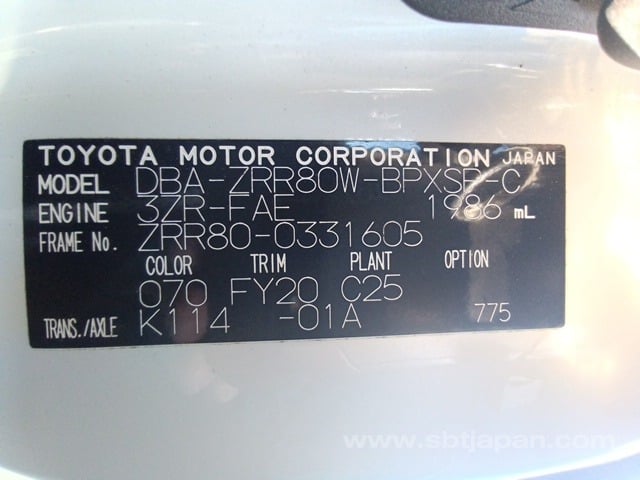 TOYOTA MOTOR CORPORATION JAPAN
MODEL DBA-ZRR80W-BPXSP-C
ENGINE 3ZR-FAE 1986 mL
FRAME No. ZRR80-0331605
COLOR TRIM PLANT OPTION
070 FY20 C25
TRANS./AXLE K114 -01A 775
www.sbtjapan.com